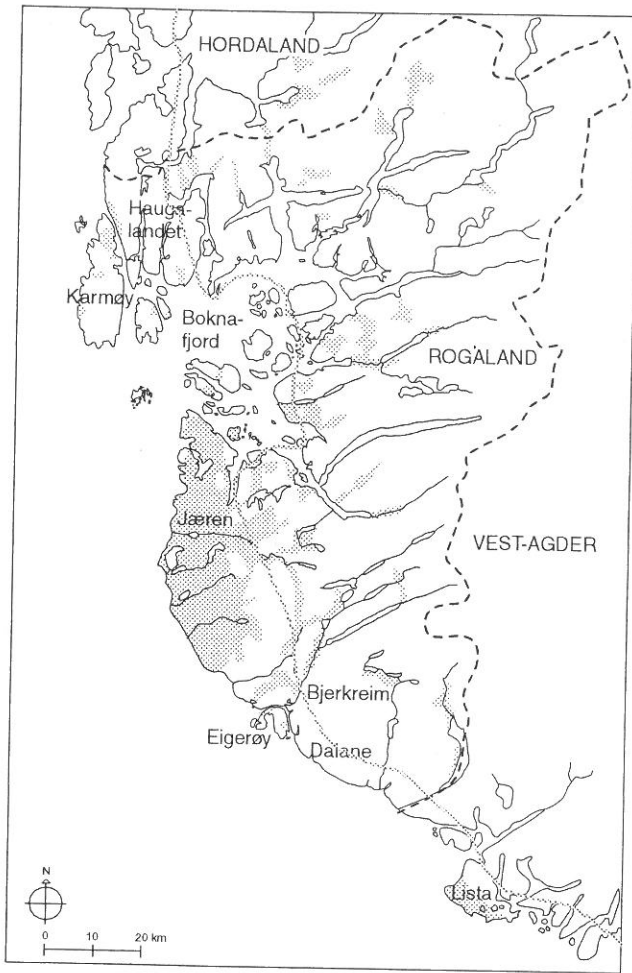 HORDALAND
Hauga-
landet
Karmøy
Bokna-
fjord
ROGALAND
Jæren
VEST-AGDER
Bjerkreim
Eigerøy
Dalane
Lista
N
0 10 20 km